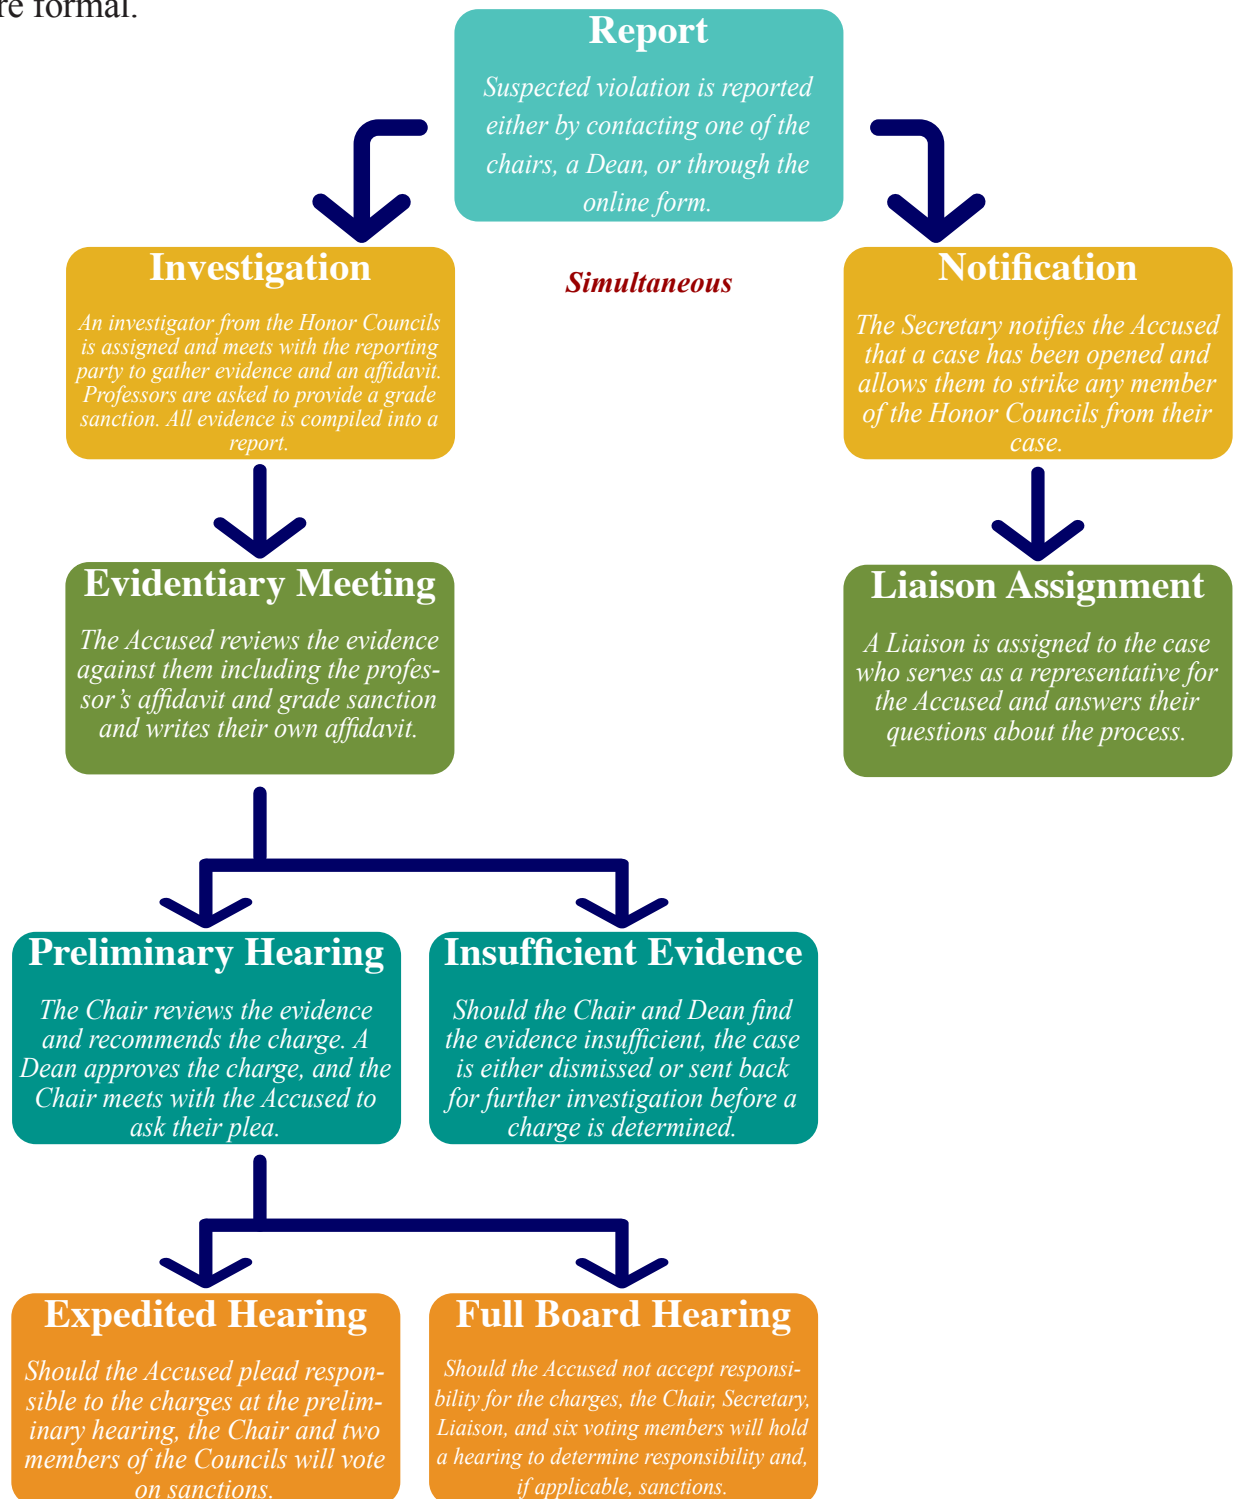 re formal.
Report
Suspected violation is reported
either by contacting one of the
chairs, a Dean, or through the
online form.
Simultaneous
Investigation
An investigator from the Honor Councils
is assigned and meets with the reporting
party to gather evidence and an affidavit.
Professors are asked to provide a grade
sanction. All evidence is compiled into a
report.
Notification
The Secretary notifies the Accused
that a case has been opened and
allows them to strike any member
of the Honor Councils from their
case.
Evidentiary Meeting
The Accused reviews the evidence
against them including the profes-
sor’s affidavit and grade sanction
and writes their own affidavit.
Liaison Assignment
A Liaison is assigned to the case
who serves as a representative for
the Accused and answers their
questions about the process.
Preliminary Hearing
The Chair reviews the evidence
and recommends the charge. A
Dean approves the charge, and the
Chair meets with the Accused to
ask their plea.
Insufficient Evidence
Should the Chair and Dean find
the evidence insufficient, the case
is either dismissed or sent back
for further investigation before a
charge is determined.
Expedited Hearing
Should the Accused plead respon-
sible to the charges at the prelim-
inary hearing, the Chair and two
members of the Councils will vote
on sanctions.
Full Board Hearing
Should the Accused not accept responsi-
bility for the charges, the Chair, Secretary,
Liaison, and six voting members will hold
a hearing to determine responsibility and,
if applicable, sanctions.